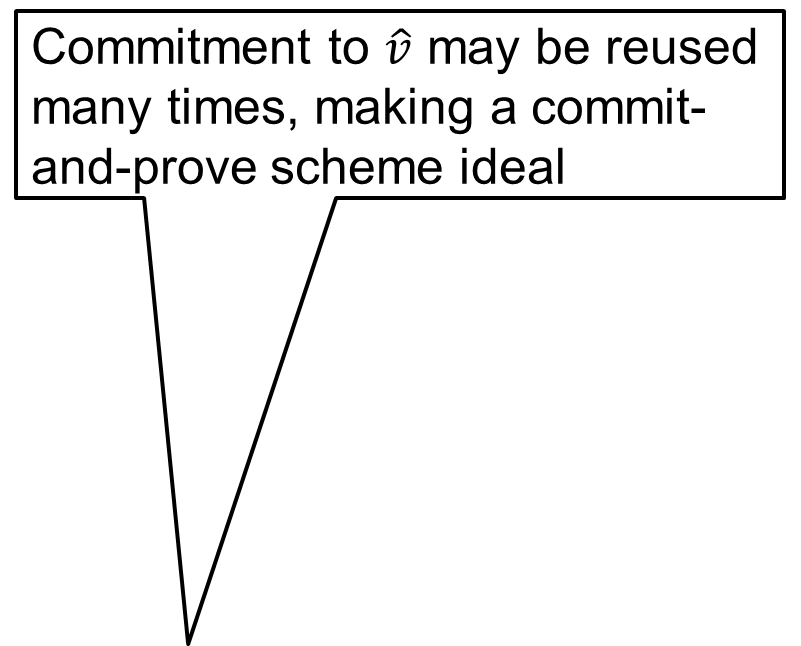 Commitment to v̂ may be reused
many times, making a commit-
and-prove scheme ideal